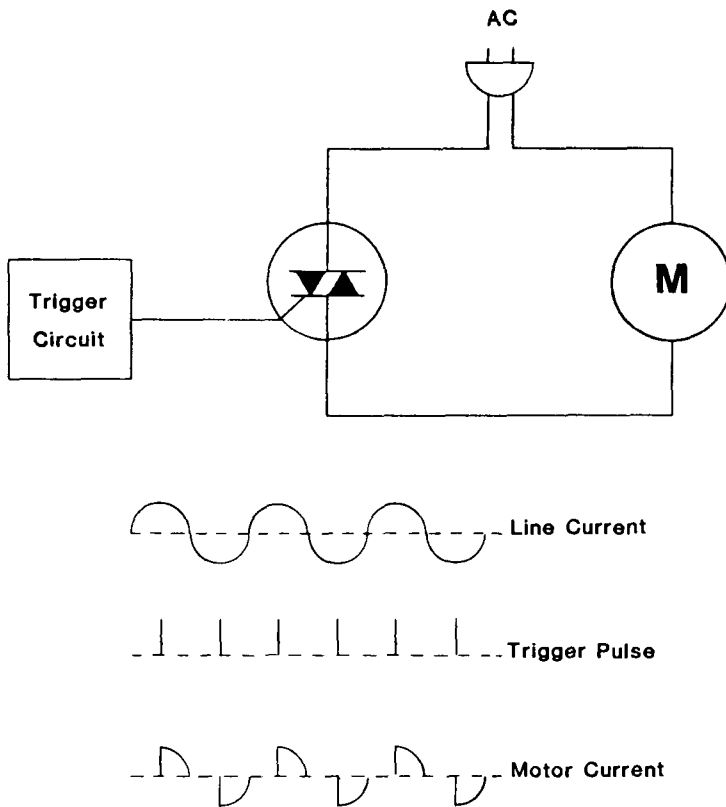 AC
Trigger
Circuit
M
Line Current
Trigger Pulse
Motor Current